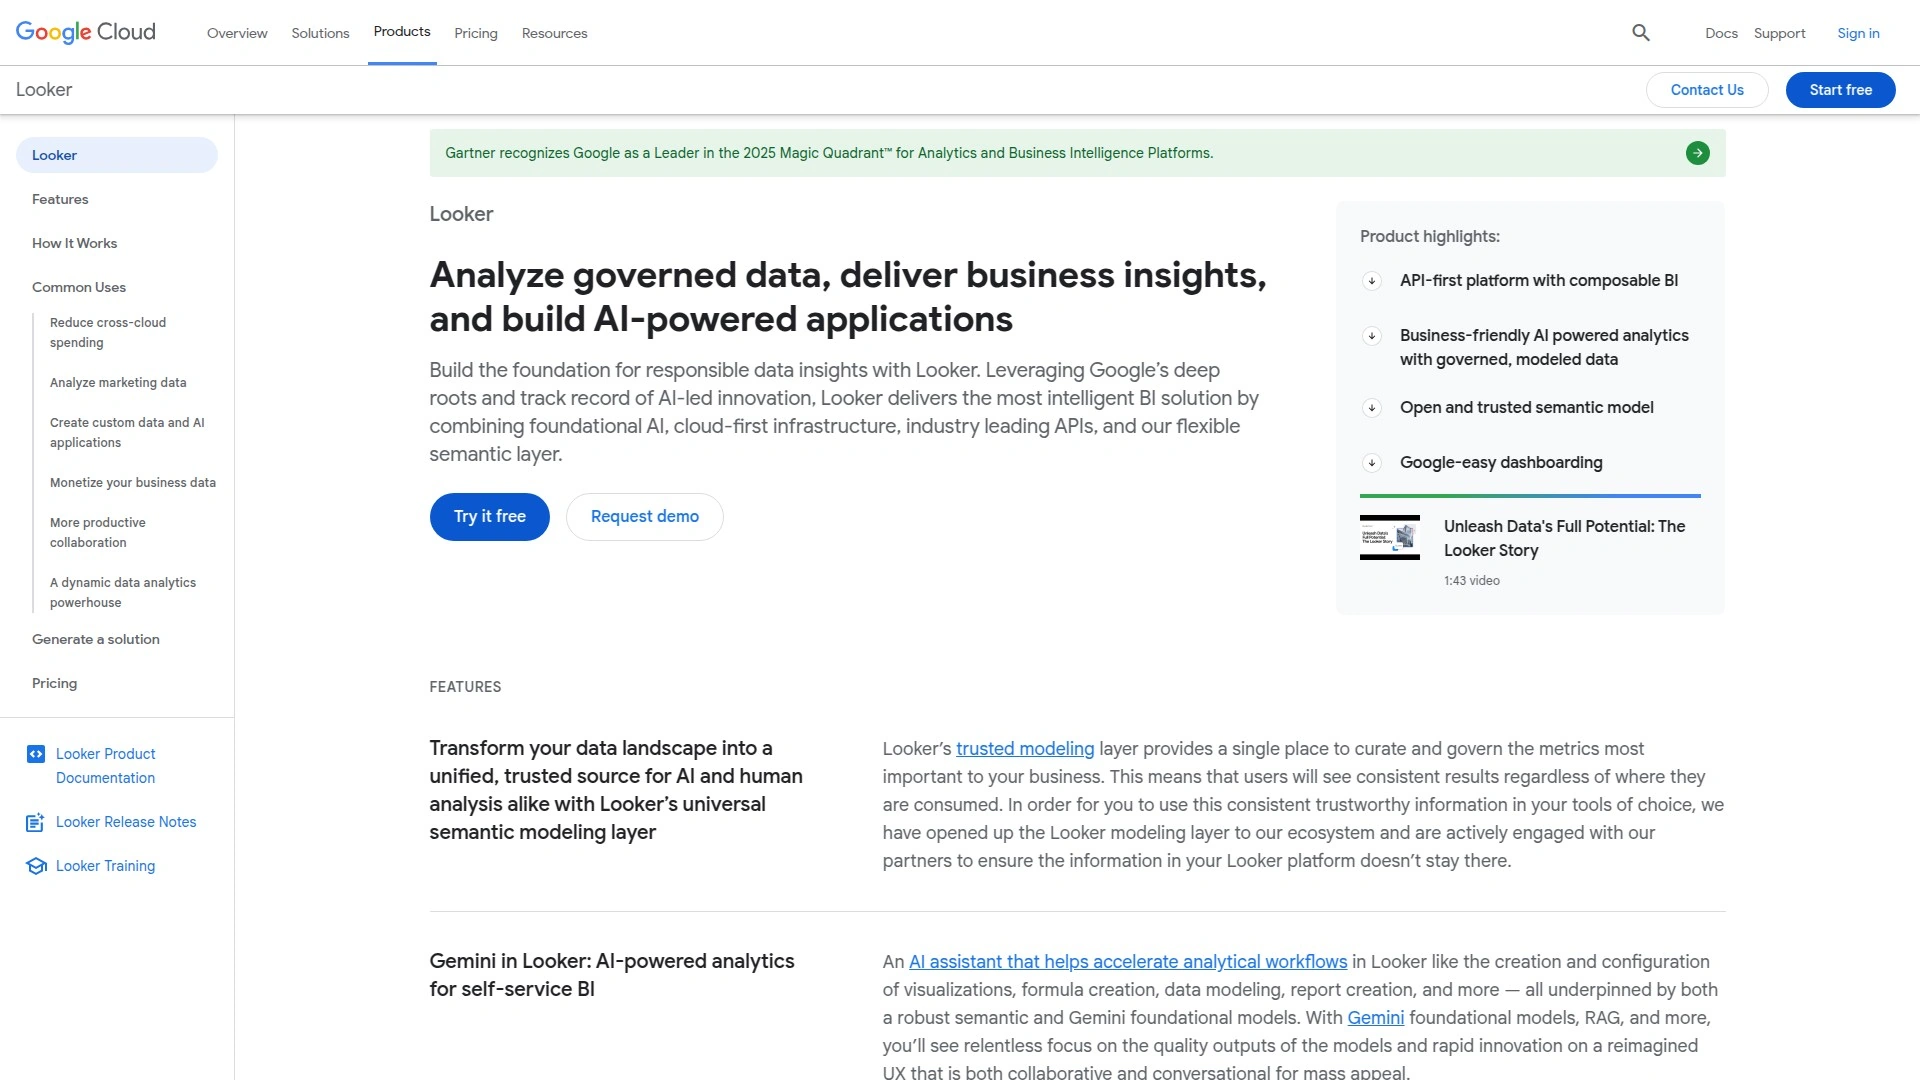 Google Cloud
Overview
Solutions
Products
Pricing
Resources
Docs
Support
Sign in
Looker
Contact Us
Start free
Looker
Features
How It Works
Common Uses
Reduce cross-cloud
spending
Analyze marketing data
Create custom data and AI
applications
Monetize your business data
More productive
collaboration
A dynamic data analytics
powerhouse
Generate a solution
Pricing
Looker Product
Documentation
Looker Release Notes
Looker Training
Gartner recognizes Google as a Leader in the 2025 Magic Quadrant™ for Analytics and Business Intelligence Platforms.
Looker
Analyze governed data, deliver business insights,
and build AI-powered applications
Build the foundation for responsible data insights with Looker. Leveraging Google’s deep
roots and track record of AI-led innovation, Looker delivers the most intelligent BI solution by
combining foundational AI, cloud-first infrastructure, industry leading APIs, and our flexible
semantic layer.
Try it free
Request demo
Product highlights:
API-first platform with composable BI
Business-friendly AI powered analytics
with governed, modeled data
Open and trusted semantic model
Google-easy dashboarding
Unleash Data's
Full Potential:
The Looker Story
Unleash Data's Full Potential: The
Looker Story
1:43 video
FEATURES
Transform your data landscape into a
unified, trusted source for AI and human
analysis alike with Looker’s universal
semantic modeling layer
Looker’s trusted modeling layer provides a single place to curate and govern the metrics most
important to your business. This means that users will see consistent results regardless of where they
are consumed. In order for you to use this consistent trustworthy information in your tools of choice, we
have opened up the Looker modeling layer to our ecosystem and are actively engaged with our
partners to ensure the information in your Looker platform doesn’t stay there.
Gemini in Looker: AI-powered analytics
for self-service BI
An AI assistant that helps accelerate analytical workflows in Looker like the creation and configuration
of visualizations, formula creation, data modeling, report creation, and more — all underpinned by both
a robust semantic and Gemini foundational models. With Gemini foundational models, RAG, and more,
you’ll see relentless focus on the quality outputs of the models and rapid innovation on a reimagined
UX that is both collaborative and conversational for mass appeal.